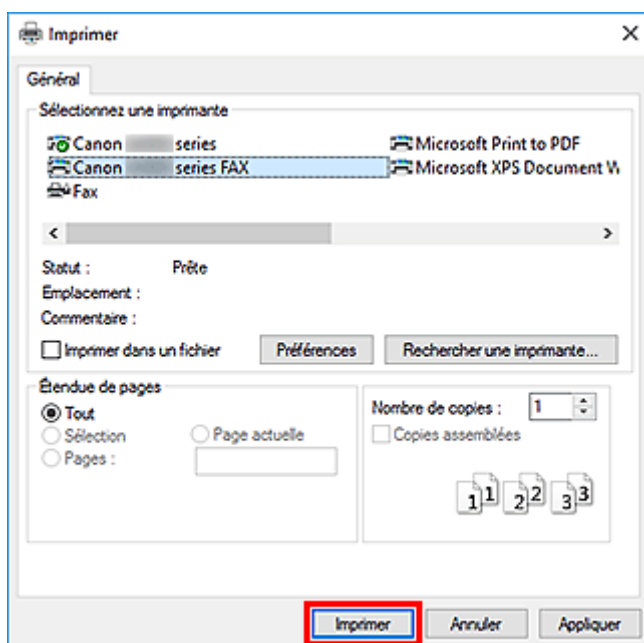 Imprimer
Général
Sélectionnez une imprimante
Canon series
Microsoft Print to PDF
Canon series FAX
Microsoft XPS Document W
Fax
Statut : Prête
Emplacement :
Commentaire :
Imprimer dans un fichier
Préférences
Rechercher une imprimante...
Étendue de pages
Tout
Sélection
Page actuelle
Pages :
Nombre de copies : 1
Copies assemblées
1 1 2 2 3 3
Imprimer
Annuler
Appliquer